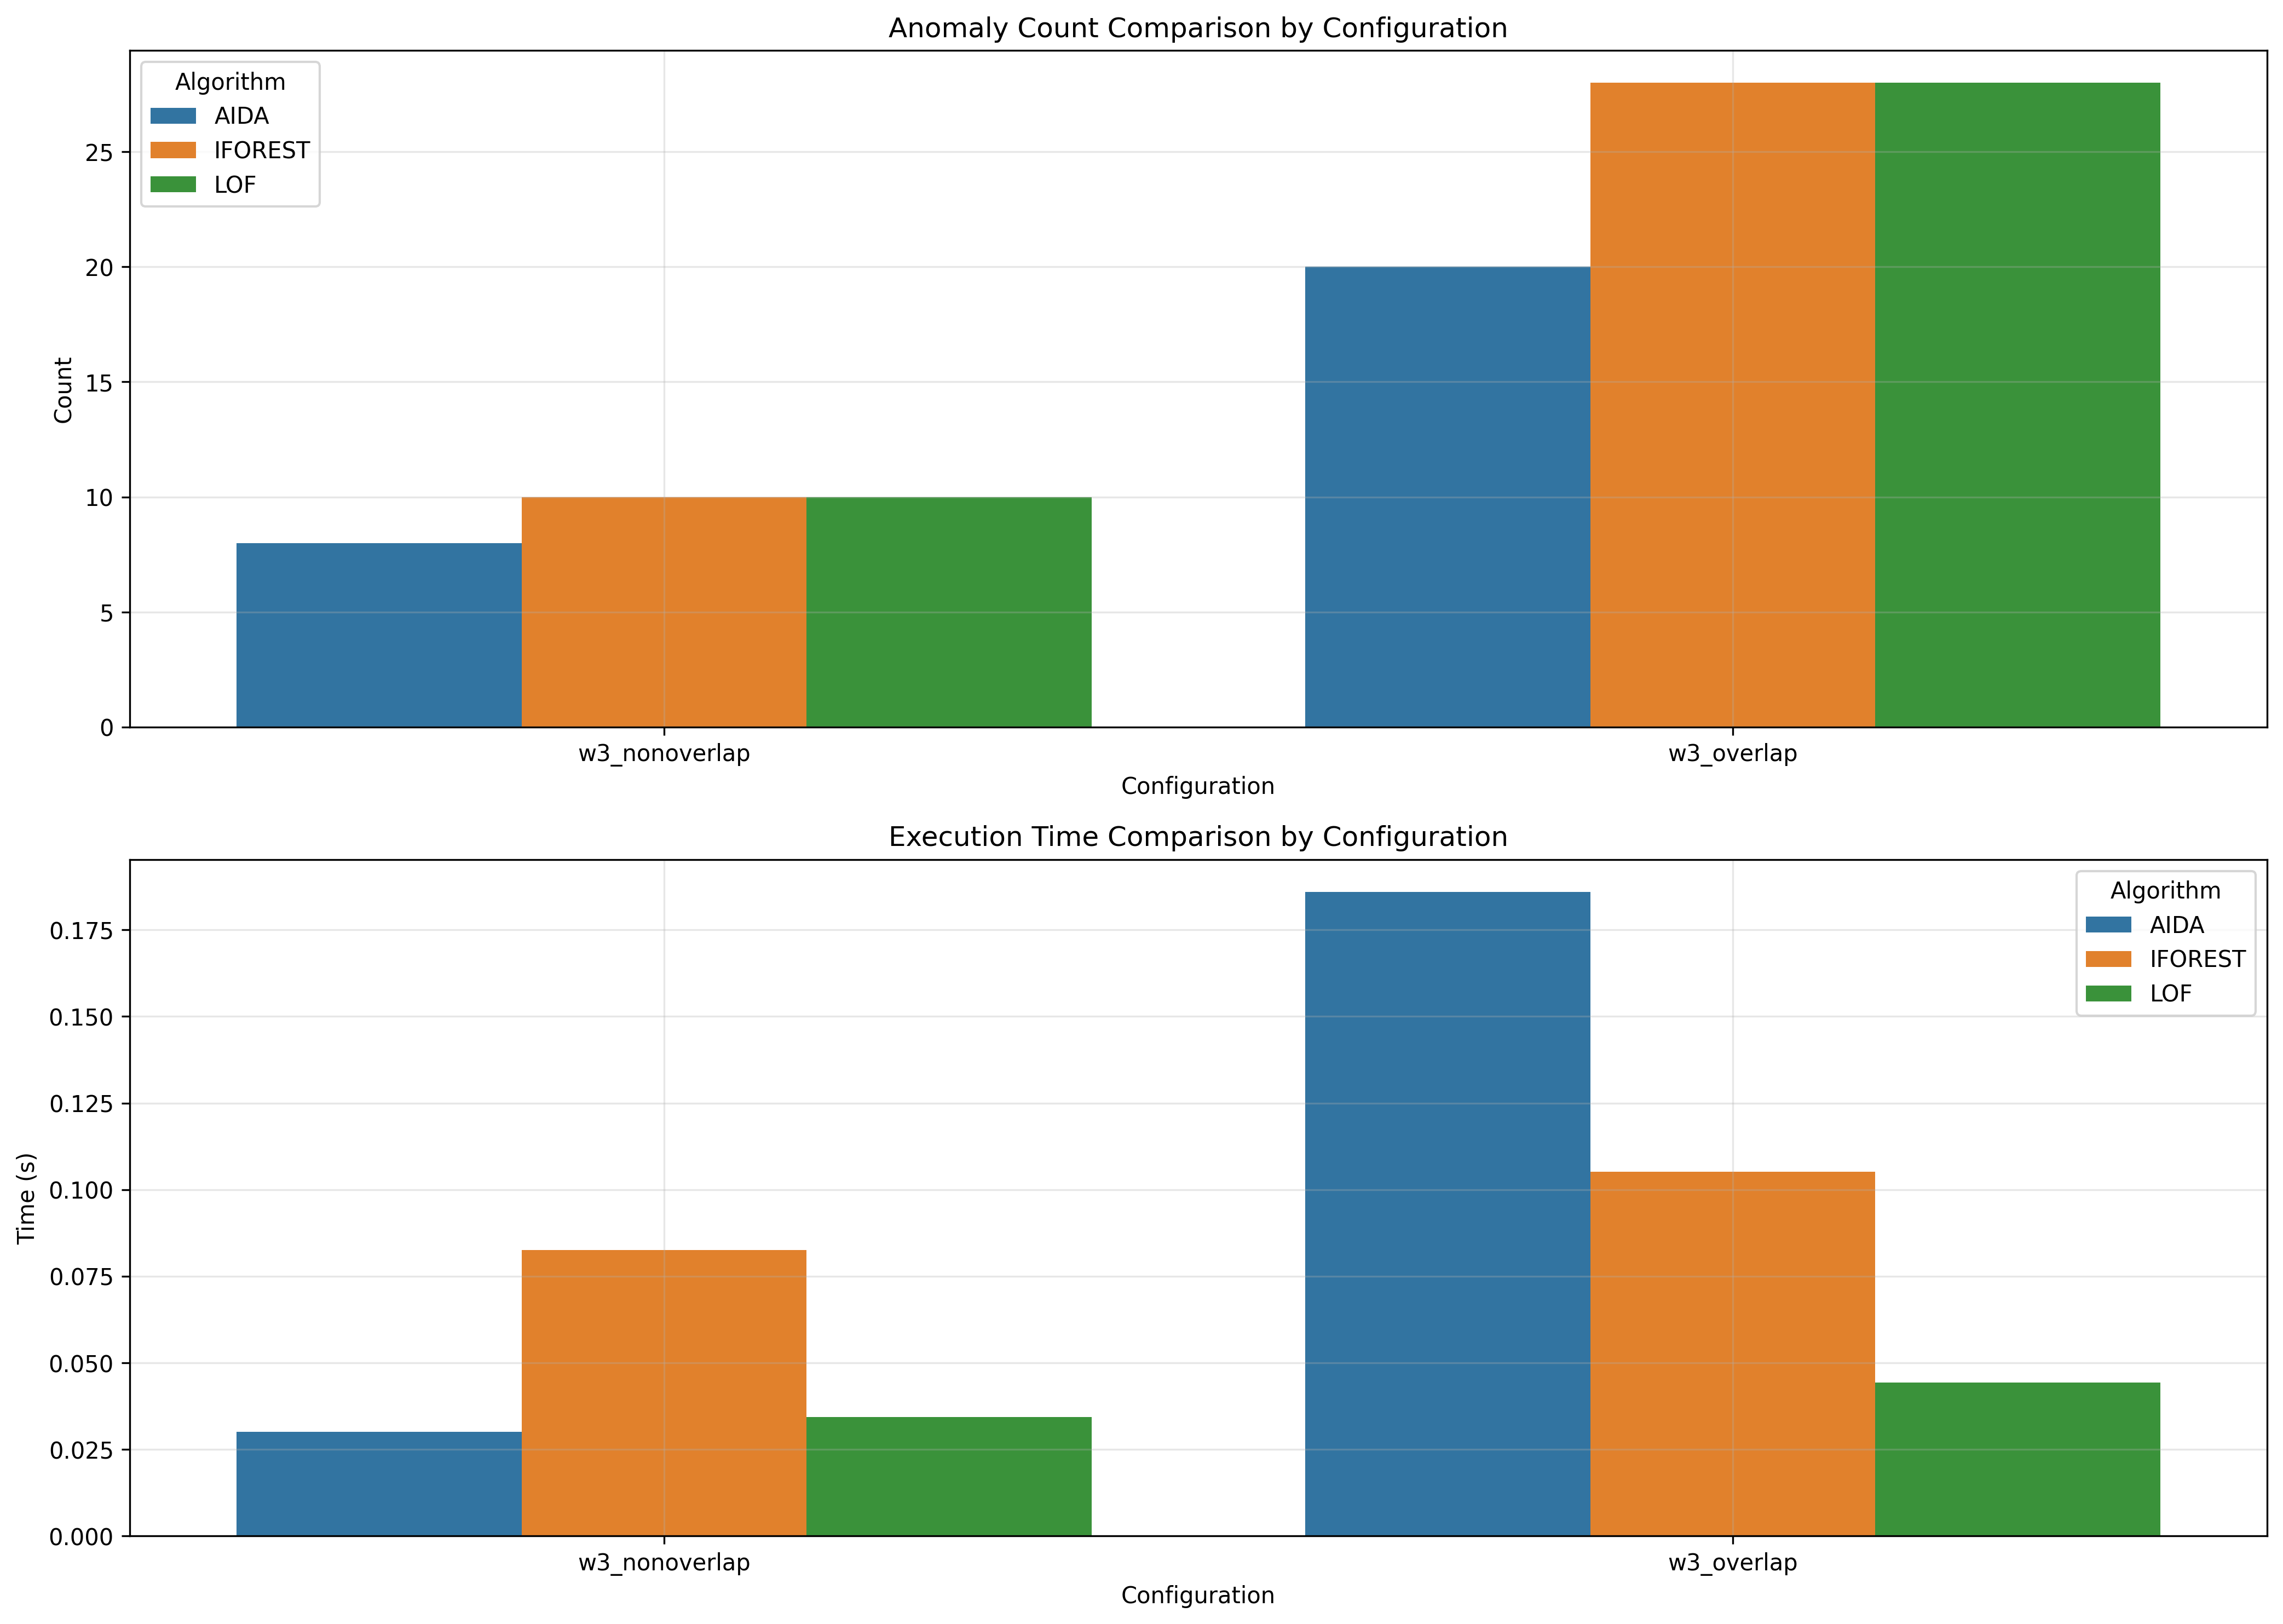 Anomaly Count Comparison by Configuration
Algorithm
AIDA
IFOREST
LOF
Count
25
20
15
10
5
0
w3_nonoverlap
w3_overlap
Configuration
Execution Time Comparison by Configuration
Algorithm
AIDA
IFOREST
LOF
Time (s)
0.175
0.150
0.125
0.100
0.075
0.050
0.025
0.000
w3_nonoverlap
w3_overlap
Configuration